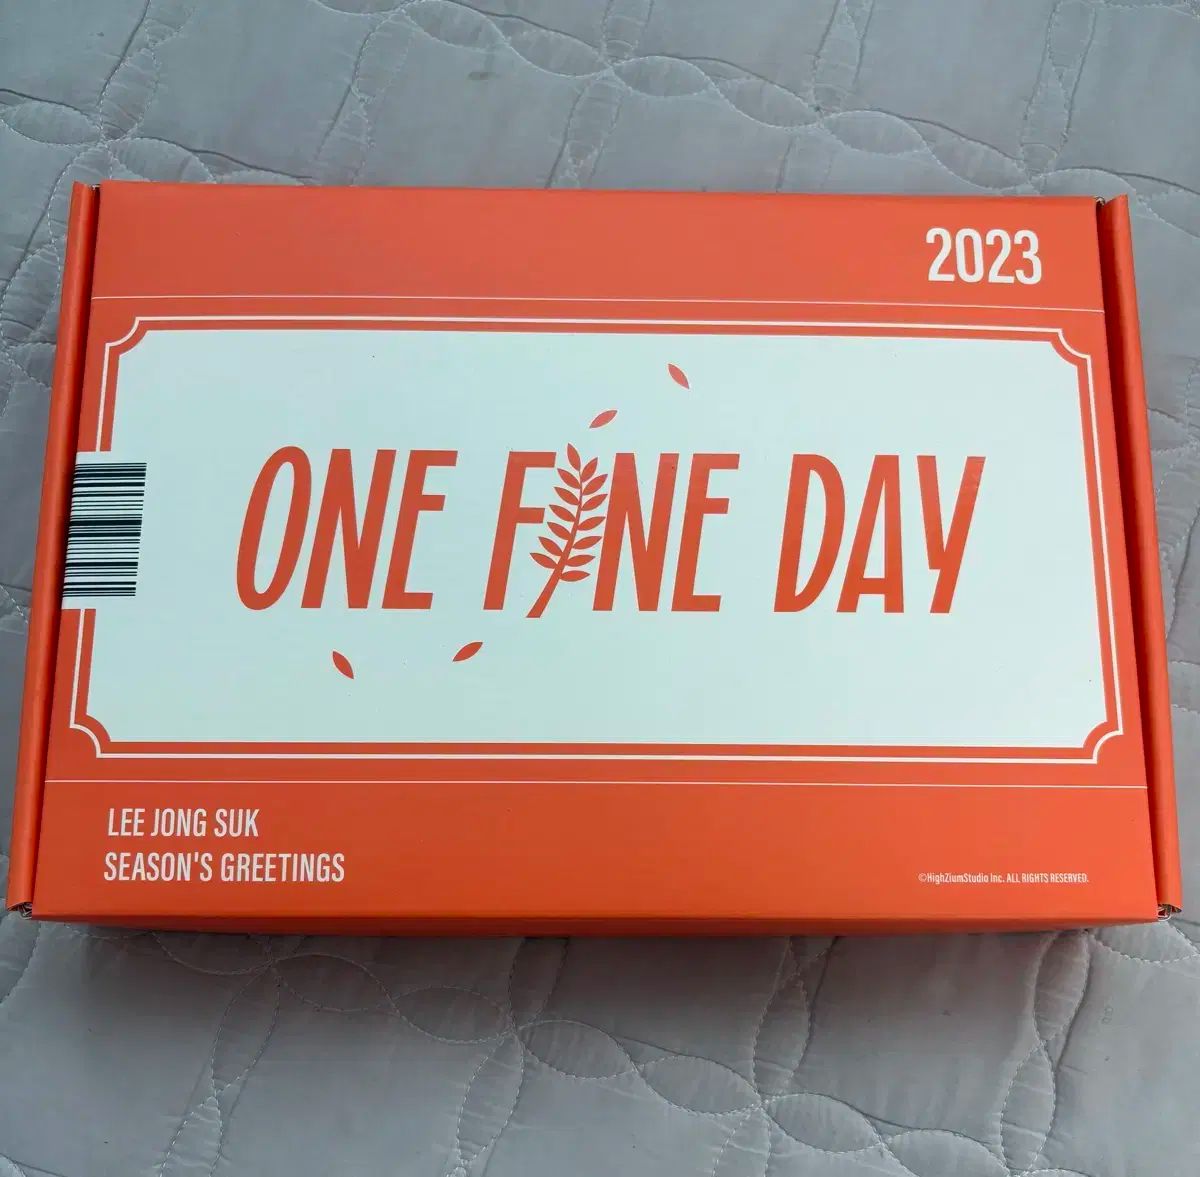 2023
ONE FINE DAY
LEE JONG SUK
SEASON'S GREETINGS
©HighZiumStudio Inc. ALL RIGHTS RESERVED.